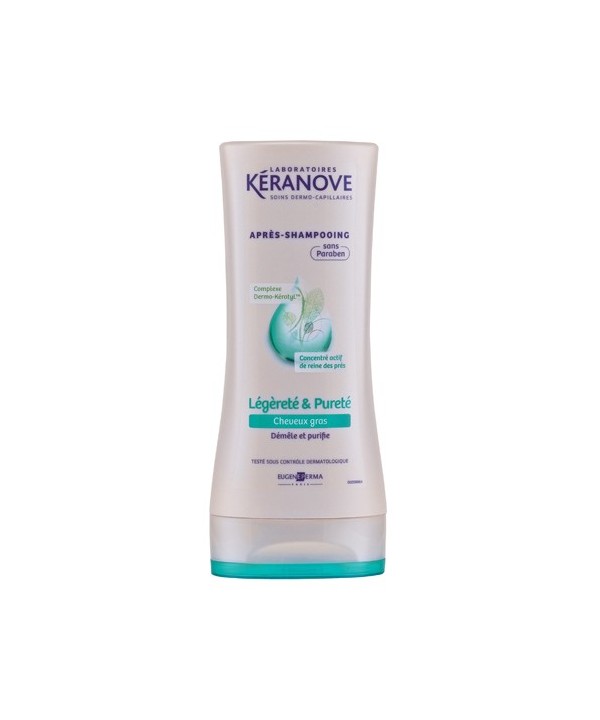 LABORATOIRES
KÉRANOVE
SOINS DERMO-CAPILLAIRES
APRÈS-SHAMPOOING
sans
Paraben
Complexe
Dermo-Kératyl™
Concentré actif
de reine des prés
Légèreté & Pureté
Cheveux gras
Démêle et purifie
TESTÉ SOUS CONTRÔLE DERMATOLOGIQUE
EUGENE PERMA
PARIS